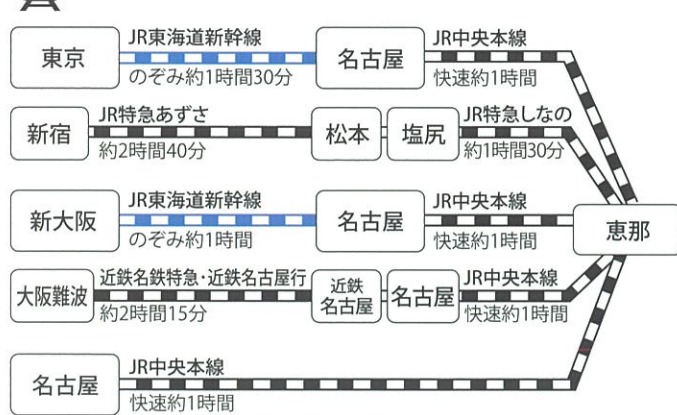 東京
JR東海道新幹線
のぞみ約1時間30分
名古屋
JR中央本線
快速約1時間
新宿
JR特急あずさ
約2時間40分
松本
塩尻
JR特急しなの
約1時間30分
新大阪
JR東海道新幹線
のぞみ約1時間
名古屋
JR中央本線
快速約1時間
恵那
大阪難波
近鉄名鉄特急・近鉄名古屋行
約2時間15分
近鉄
名古屋
名古屋
JR中央本線
快速約1時間
名古屋
JR中央本線
快速約1時間